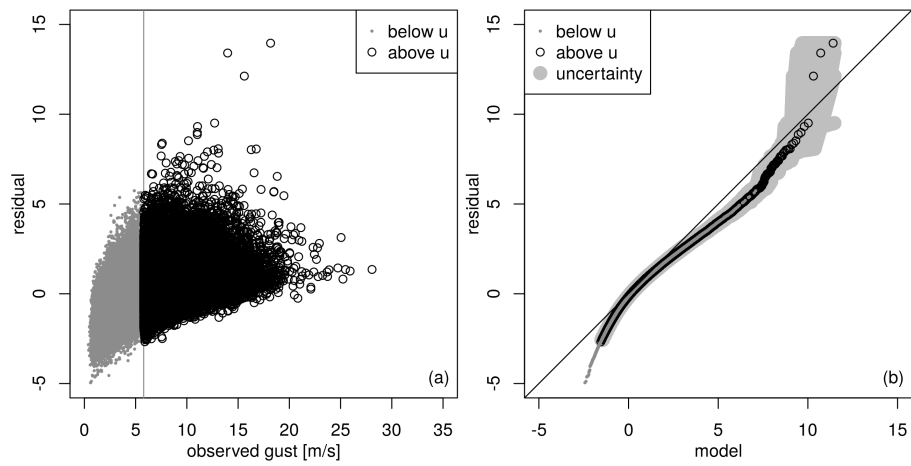 below u
above u
(a)
15
10
5
0
-5
residual
0 5 10 15 20 25 30 35
observed gust [m/s]
below u
above u
uncertainty
(b)
15
10
5
0
-5
residual
-5 0 5 10 15
model